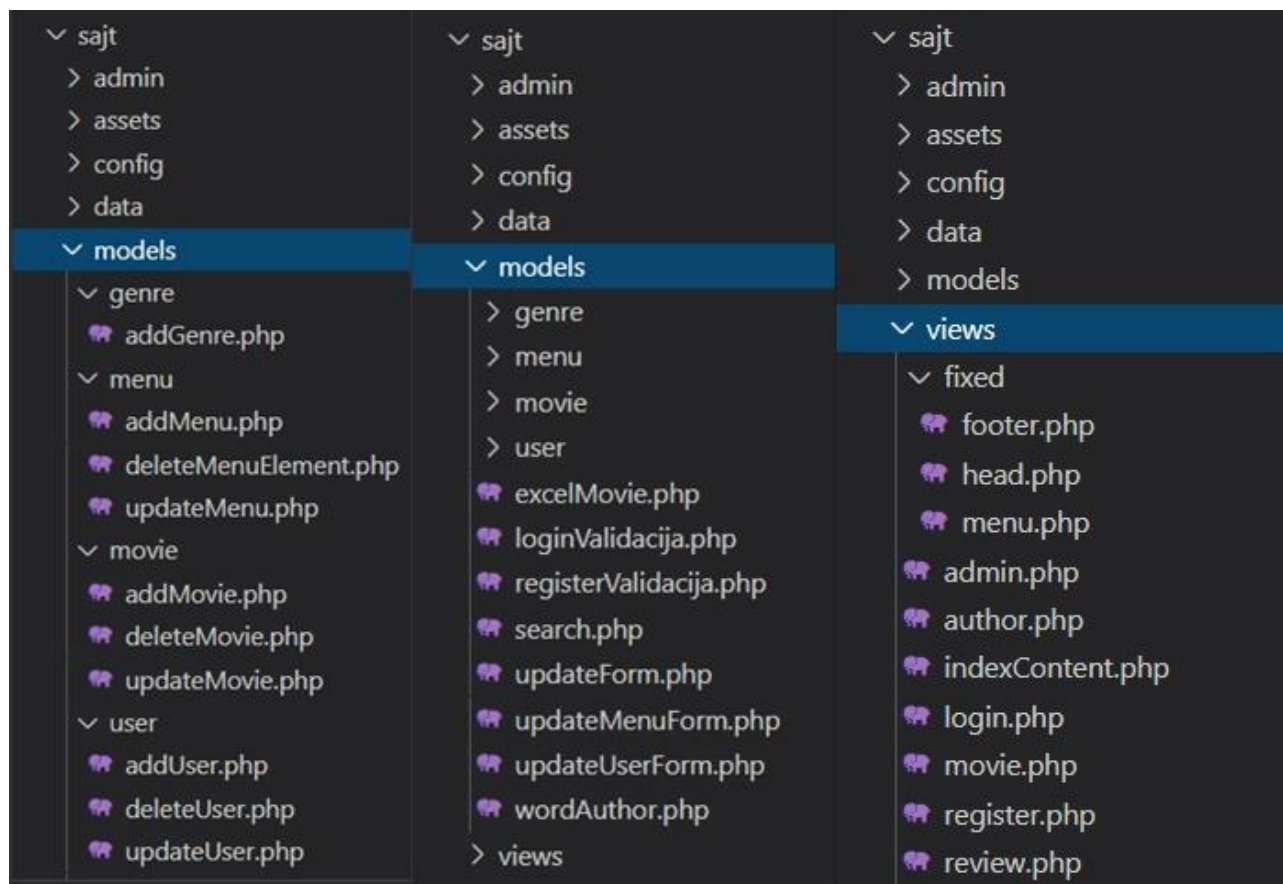 sajt
admin
assets
config
data
models
genre
addGenre.php
menu
addMenu.php
deleteMenuElement.php
updateMenu.php
movie
addMovie.php
deleteMovie.php
updateMovie.php
user
addUser.php
deleteUser.php
updateUser.php
sajt
admin
assets
config
data
models
genre
menu
movie
user
excelMovie.php
loginValidacija.php
registerValidacija.php
search.php
updateForm.php
updateMenuForm.php
updateUserForm.php
wordAuthor.php
views
sajt
admin
assets
config
data
models
views
fixed
footer.php
head.php
menu.php
admin.php
author.php
indexContent.php
login.php
movie.php
register.php
review.php